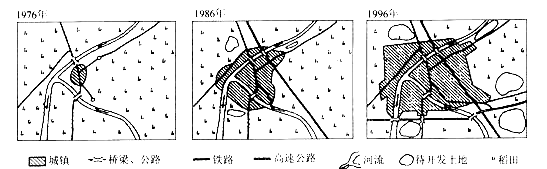 1976年
1986年
1996年
城镇 桥梁、公路 铁路 高速公路 河流 待开发土地 稻田